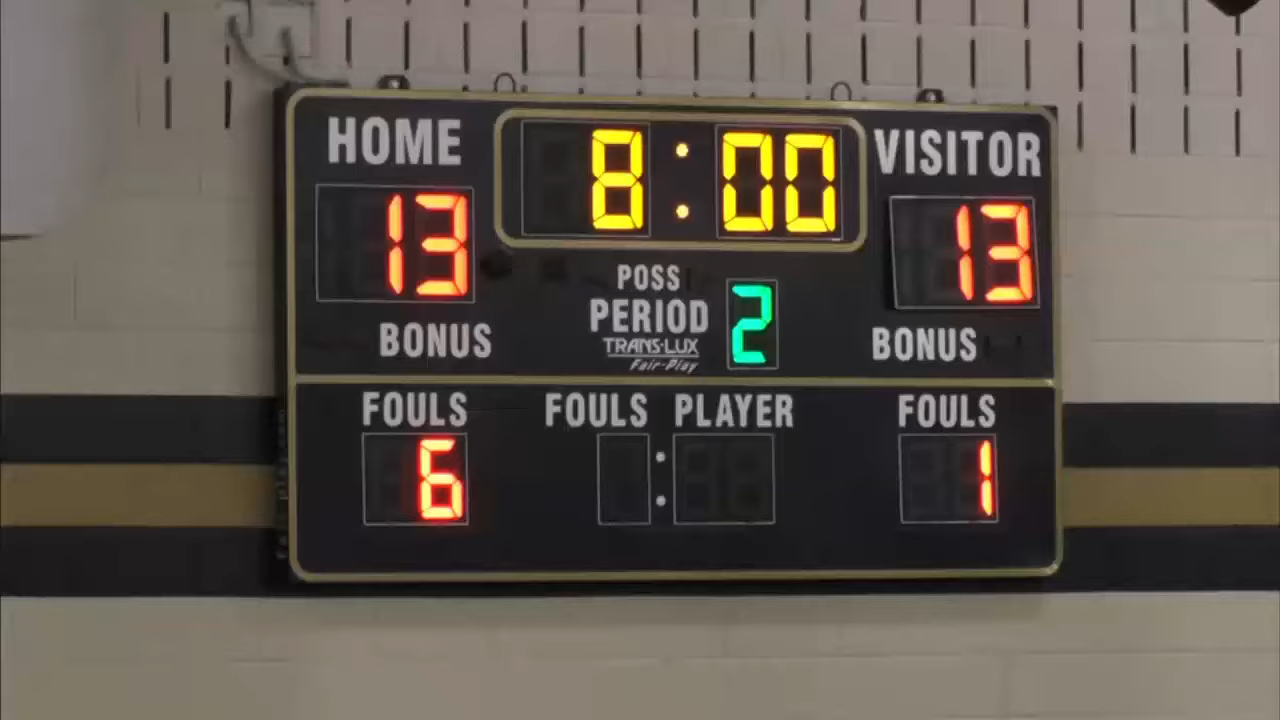 HOME 8:00 VISITOR
13 13
POSS
PERIOD 2
TRANS-LUX
Fair-Play
BONUS BONUS
FOULS FOULS PLAYER FOULS
6 : 1